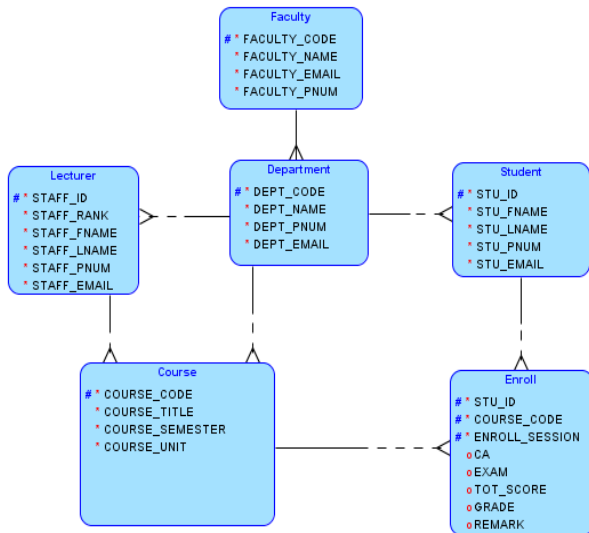 Faculty
# * FACULTY_CODE
* FACULTY_NAME
* FACULTY_EMAIL
* FACULTY_PNUM
Lecturer
# * STAFF_ID
* STAFF_RANK
* STAFF_FNAME
* STAFF_LNAME
* STAFF_PNUM
* STAFF_EMAIL
Department
# * DEPT_CODE
* DEPT_NAME
* DEPT_PNUM
* DEPT_EMAIL
Student
# * STU_ID
* STU_FNAME
* STU_LNAME
* STU_PNUM
* STU_EMAIL
Course
# * COURSE_CODE
* COURSE_TITLE
* COURSE_SEMESTER
* COURSE_UNIT
Enroll
# * STU_ID
# * COURSE_CODE
# * ENROLL_SESSION
o CA
o EXAM
o TOT_SCORE
o GRADE
o REMARK